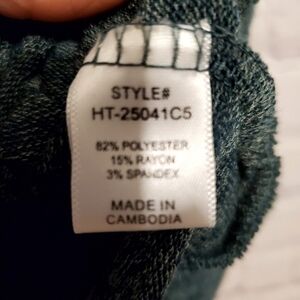 STYLE#
HT-25041C5
82% POLYESTER
15% RAYON
3% SPANDEX
MADE IN
CAMBODIA